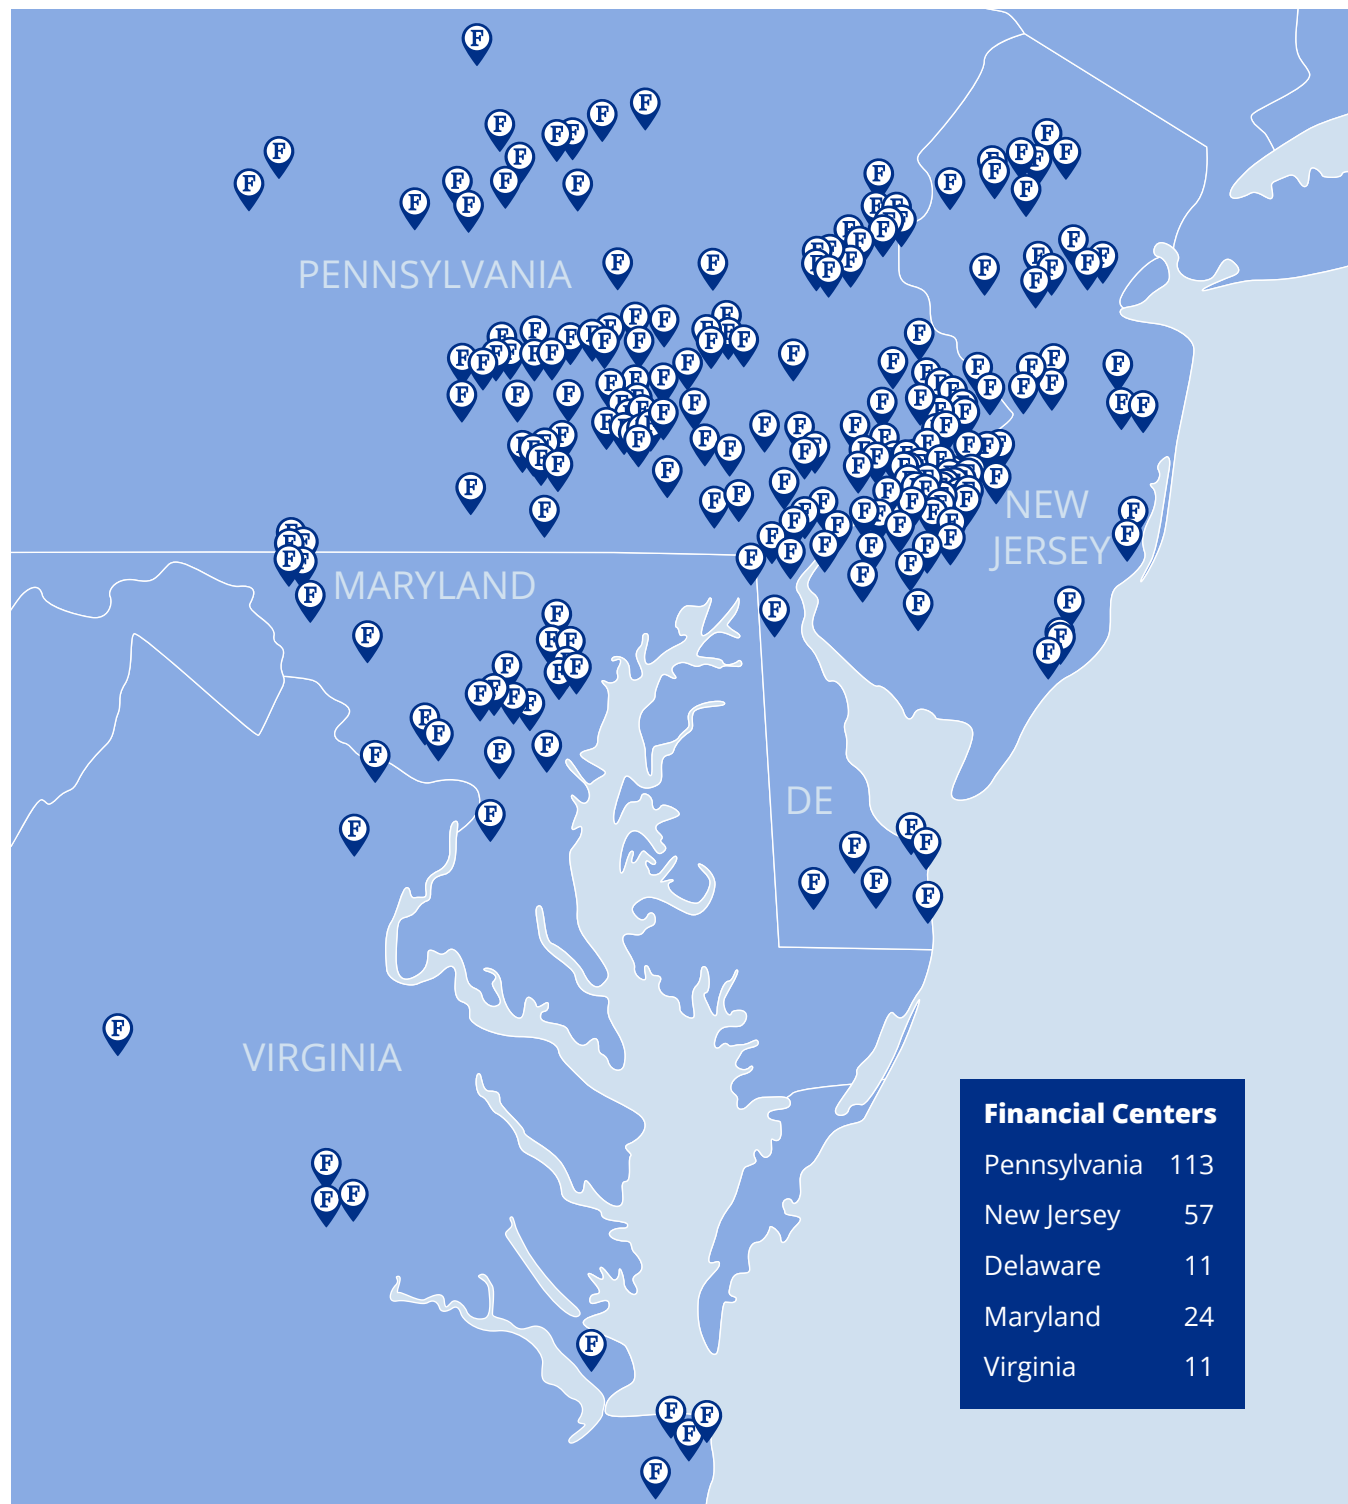 PENNSYLVANIA
NEW
JERSEY
MARYLAND
DE
VIRGINIA
Financial Centers
Pennsylvania 113
New Jersey 57
Delaware 11
Maryland 24
Virginia 11